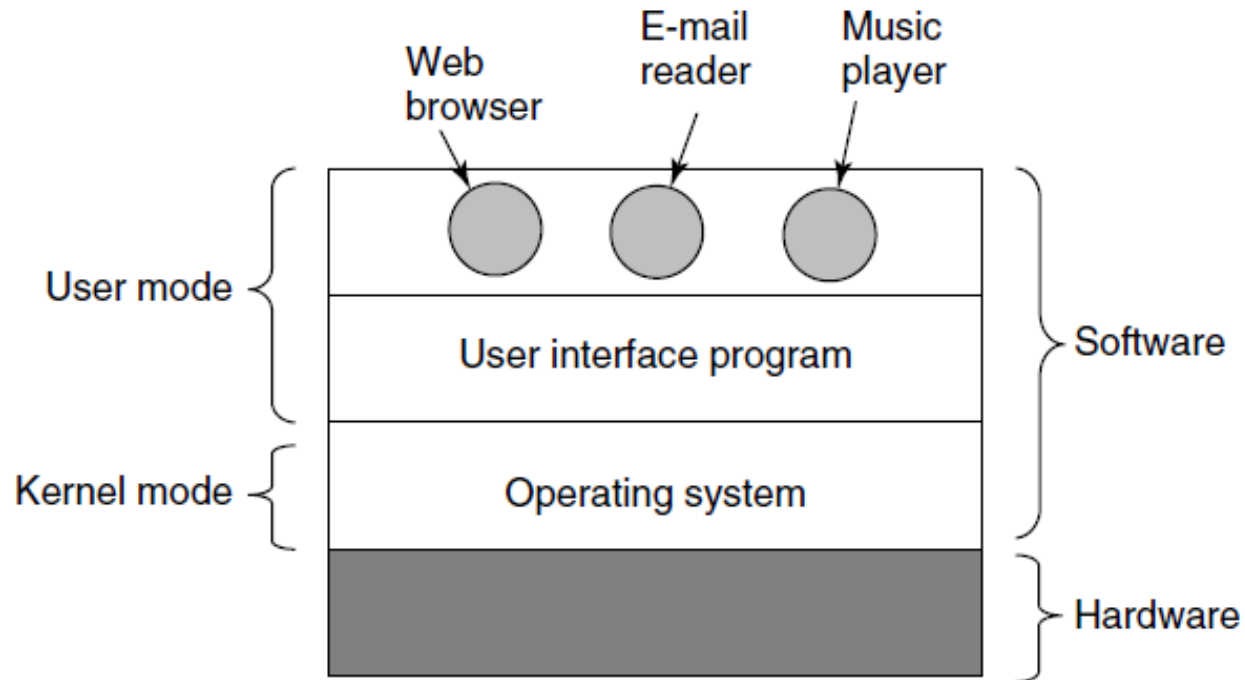 E-mail
reader
Music
player
Web
browser
User mode
User interface program
Software
Kernel mode
Operating system
Hardware